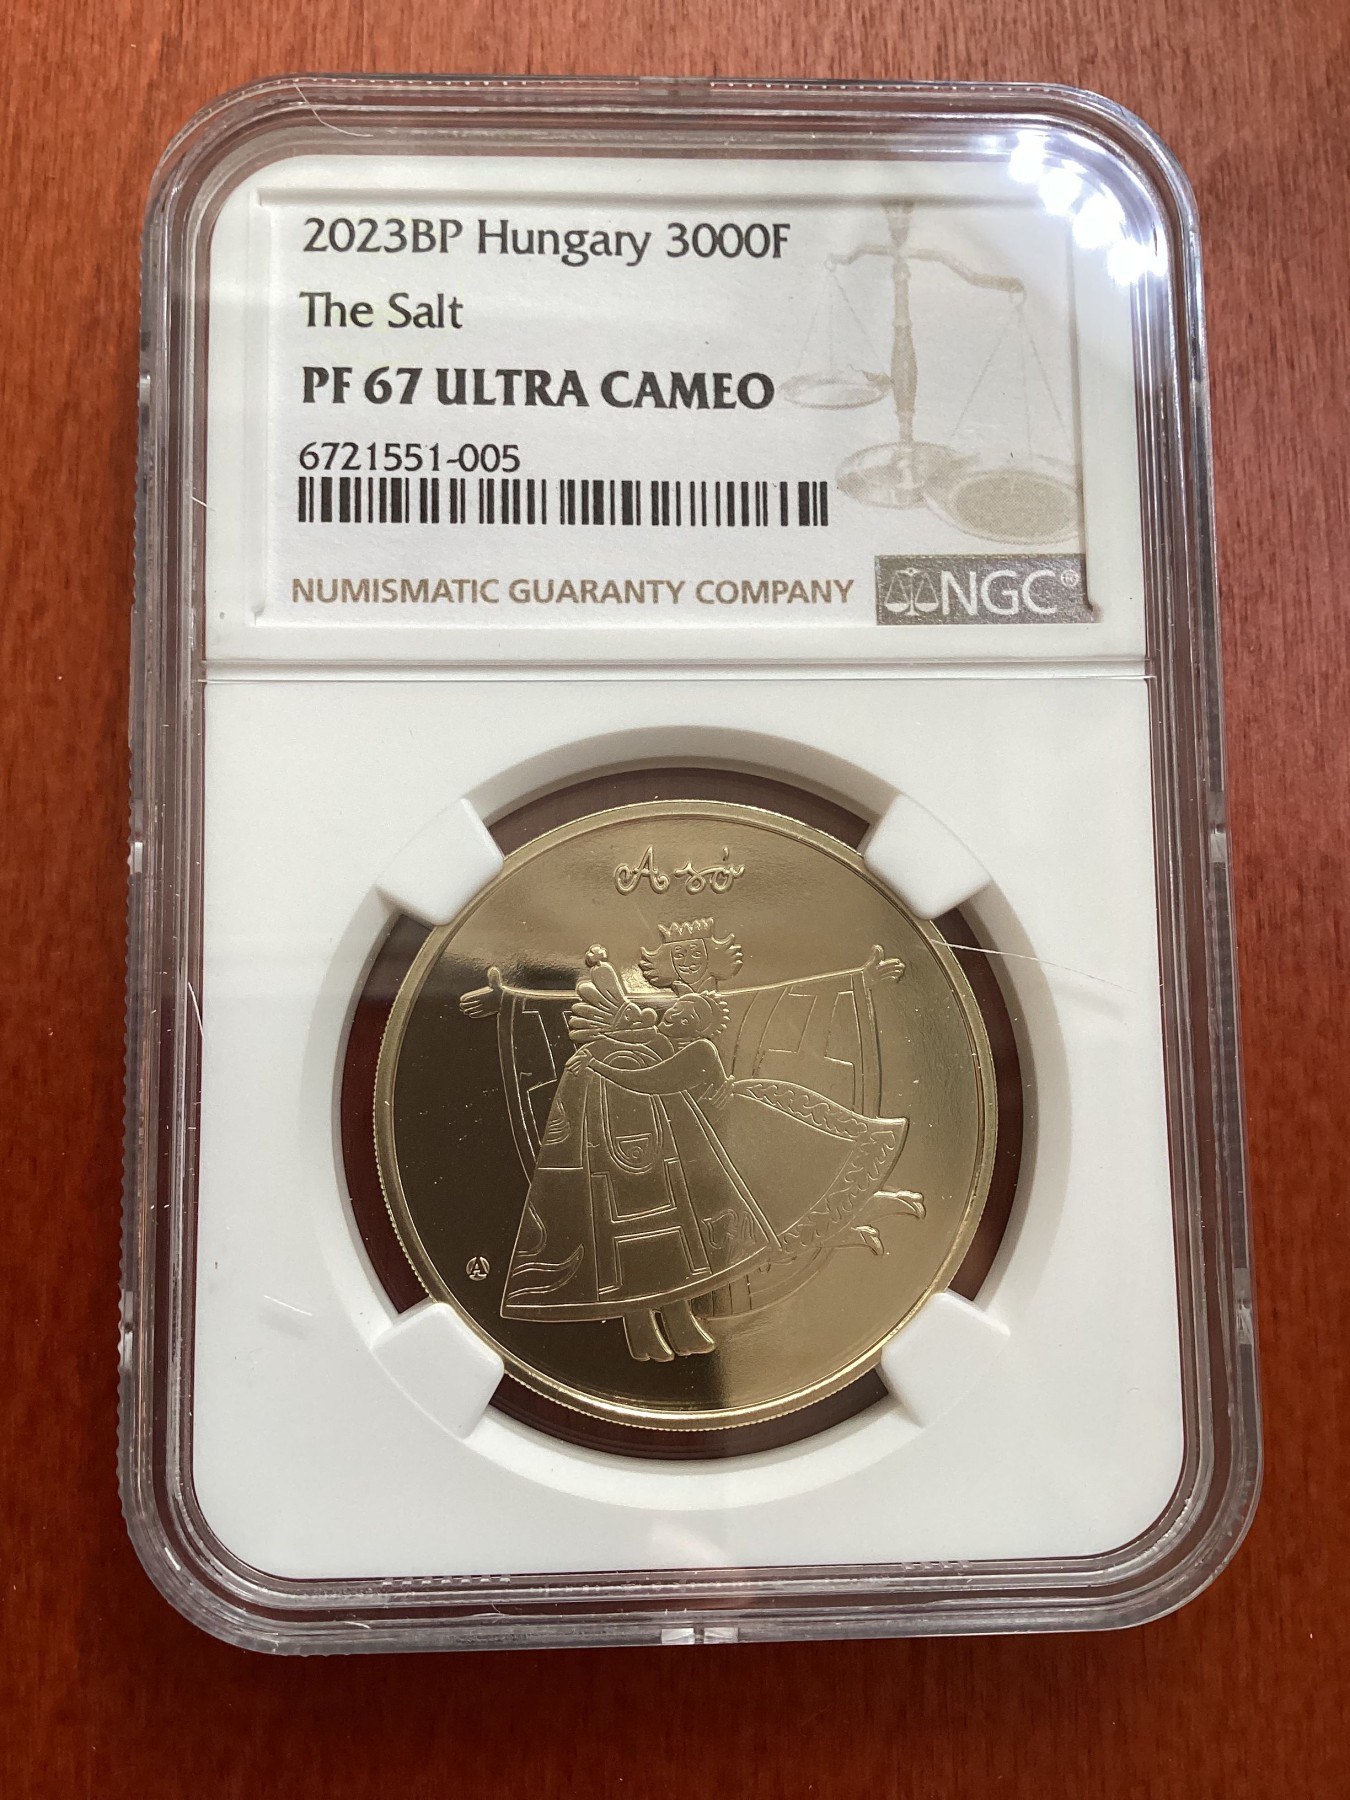 2023BP Hungary 3000F
The Salt
PF 67 ULTRA CAMEO
6721551-005
NUMISMATIC GUARANTY COMPANY NGC®
A só
A